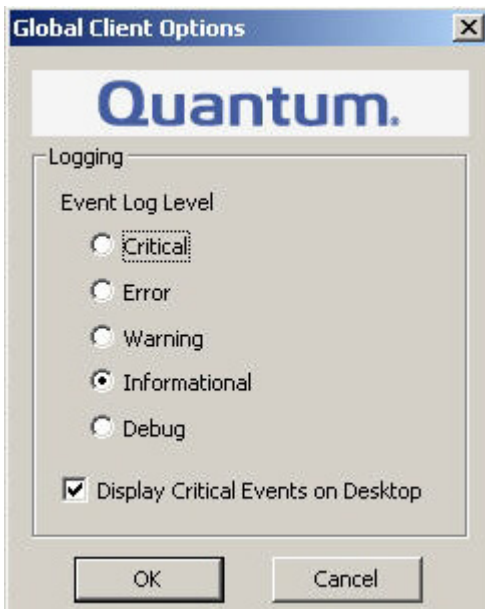 Global Client Options
Quantum.
Logging
Event Log Level
Critical
Error
Warning
Informational
Debug
Display Critical Events on Desktop
OK Cancel